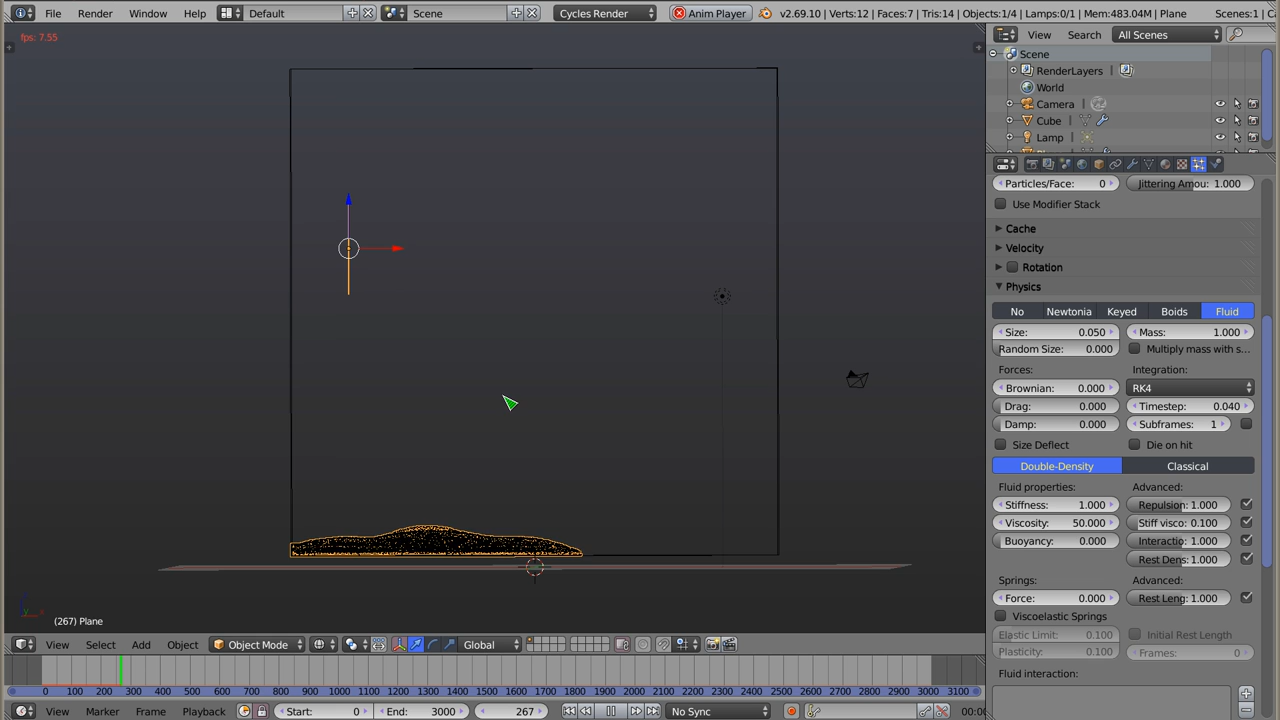 File Render Window Help Default Scene Cycles Render Anim Player v2.69.10 | Verts:12 | Faces:7 | Tris:14 | Objects:1/4 | Lamps:0/1 | Mem:483.04M | Plane Scenes:1
fps: 7.55
View Search All Scenes
Scene
RenderLayers
World
Camera
Cube
Lamp
Particles/Face: 0 Jittering Amou: 1.000
Use Modifier Stack
Cache
Velocity
Rotation
Physics
No Newtonia Keyed Boids Fluid
Size: 0.050 Mass: 1.000
Random Size: 0.000 Multiply mass with s...
Forces: Integration:
Brownian: 0.000 RK4
Drag: 0.000 Timestep: 0.040
Damp: 0.000 Subframes: 1
Size Deflect Die on hit
Double-Density Classical
Fluid properties: Advanced:
Stiffness: 1.000 Repulsion: 1.000
Viscosity: 50.000 Stiff visco: 0.100
Buoyancy: 0.000 Interactio: 1.000
Rest Dens: 1.000
Springs: Advanced:
Force: 0.000 Rest Leng: 1.000
Viscoelastic Springs
Elastic Limit: 0.100 Initial Rest Length
Plasticity: 0.100 Frames: 0
Fluid interaction:
(267) Plane
View Select Add Object Object Mode Global
0 100 200 300 400 500 600 700 800 900 1000 1100 1200 1300 1400 1500 1600 1700 1800 1900 2000 2100 2200 2300 2400 2500 2600 2700 2800 2900 3000 3100
View Marker Frame Playback Start: 0 End: 3000 267 No Sync 00:0